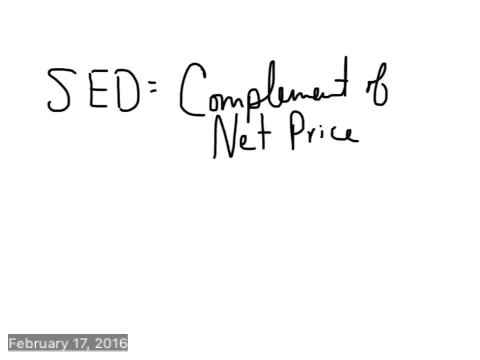 SED = Complement of
Net Price
February 17, 2016